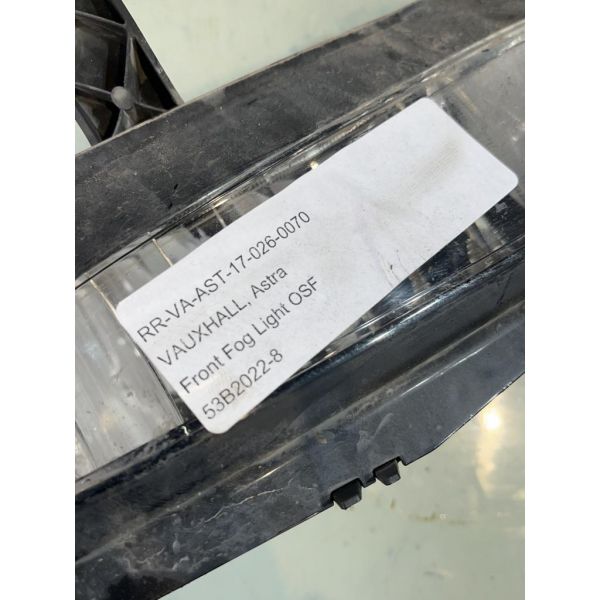 RR-VA-AST-17-026-0070
VAUXHALL, Astra
Front Fog Light OSF
53B2022-8